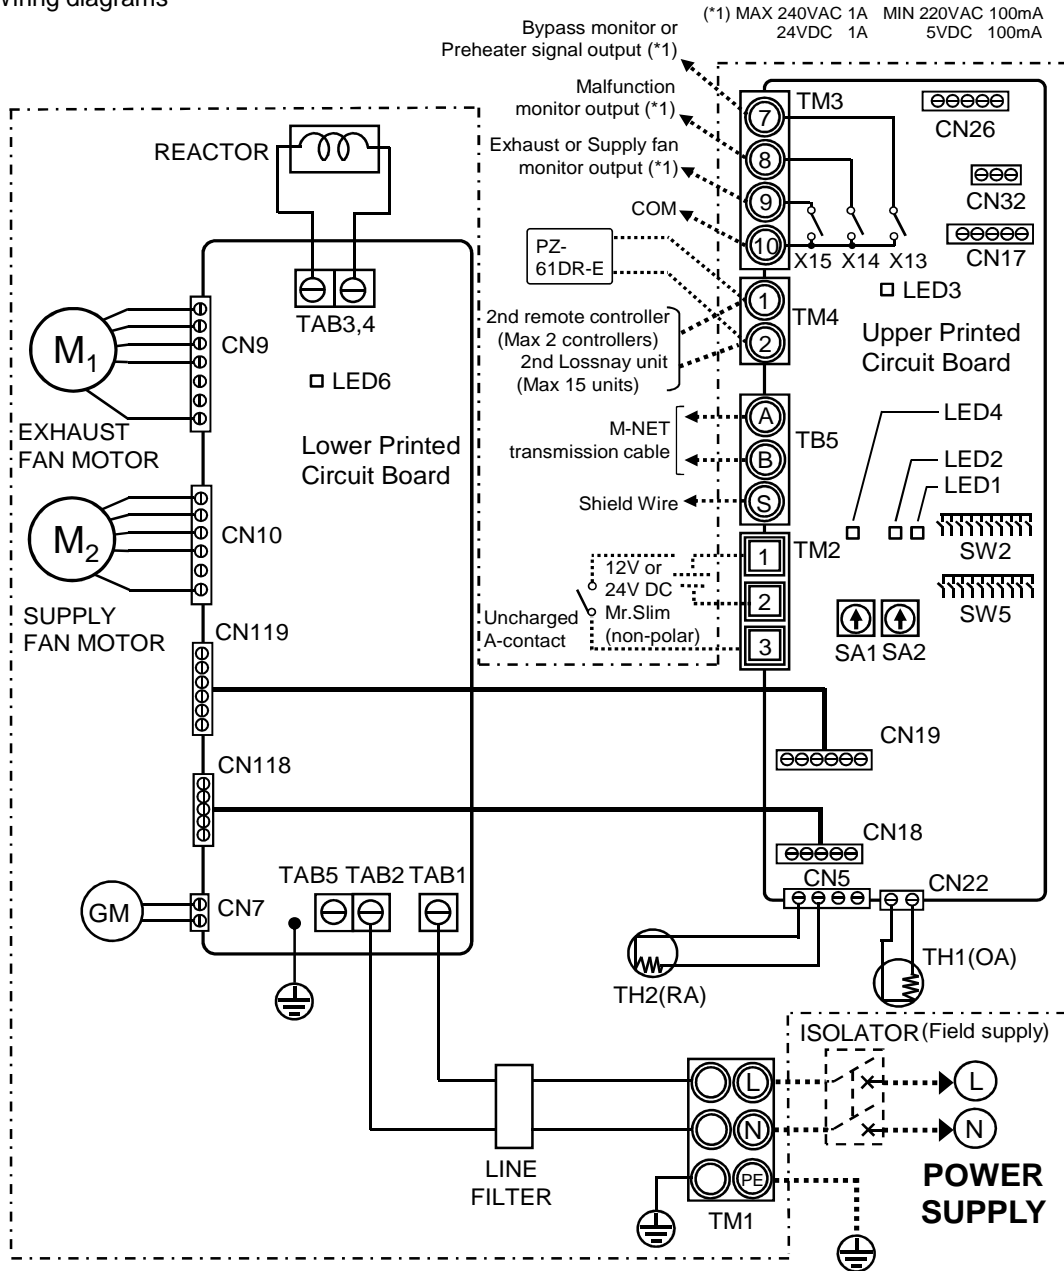 Wiring diagrams
(*1) MAX 240VAC 1A MIN 220VAC 100mA
24VDC 1A 5VDC 100mA
Bypass monitor or
Preheater signal output (*1)
Malfunction
monitor output (*1)
Exhaust or Supply fan
monitor output (*1)
COM
PZ-
61DR-E
2nd remote controller
(Max 2 controllers)
2nd Lossnay unit
(Max 15 units)
M-NET
transmission cable
Shield Wire
12V or
24V DC
Mr.Slim
(non-polar)
Uncharged
A-contact
TM3
7
8
9
10
X15 X14 X13
TM4
1
2
TB5
A
B
S
TM2
1
2
3
CN26
CN32
CN17
LED3
Upper Printed
Circuit Board
LED4
LED2
LED1
SW2
SW5
SA1 SA2
CN19
CN18
CN5
CN22
TH2(RA)
TH1(OA)
REACTOR
TAB3,4
LED6
Lower Printed
Circuit Board
M1
EXHAUST
FAN MOTOR
CN9
M2
SUPPLY
FAN MOTOR
CN10
CN119
CN118
GM
CN7
TAB5 TAB2 TAB1
LINE
FILTER
TM1
L
N
PE
ISOLATOR (Field supply)
L
N
POWER
SUPPLY